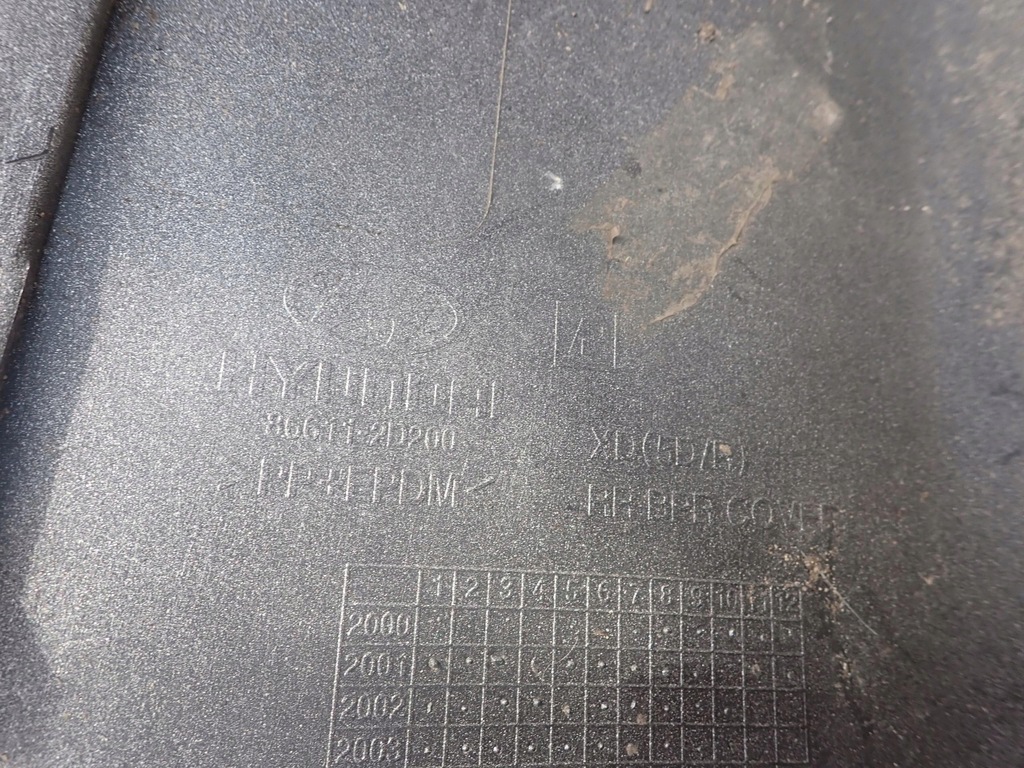 HYUNDAI
4
86611-2D200
XD(5D/R)
>PP+EPDM<
RR BPR COVER
1 2 3 4 5 6 7 8 9 10 11 12
2000
2001
2002
2003